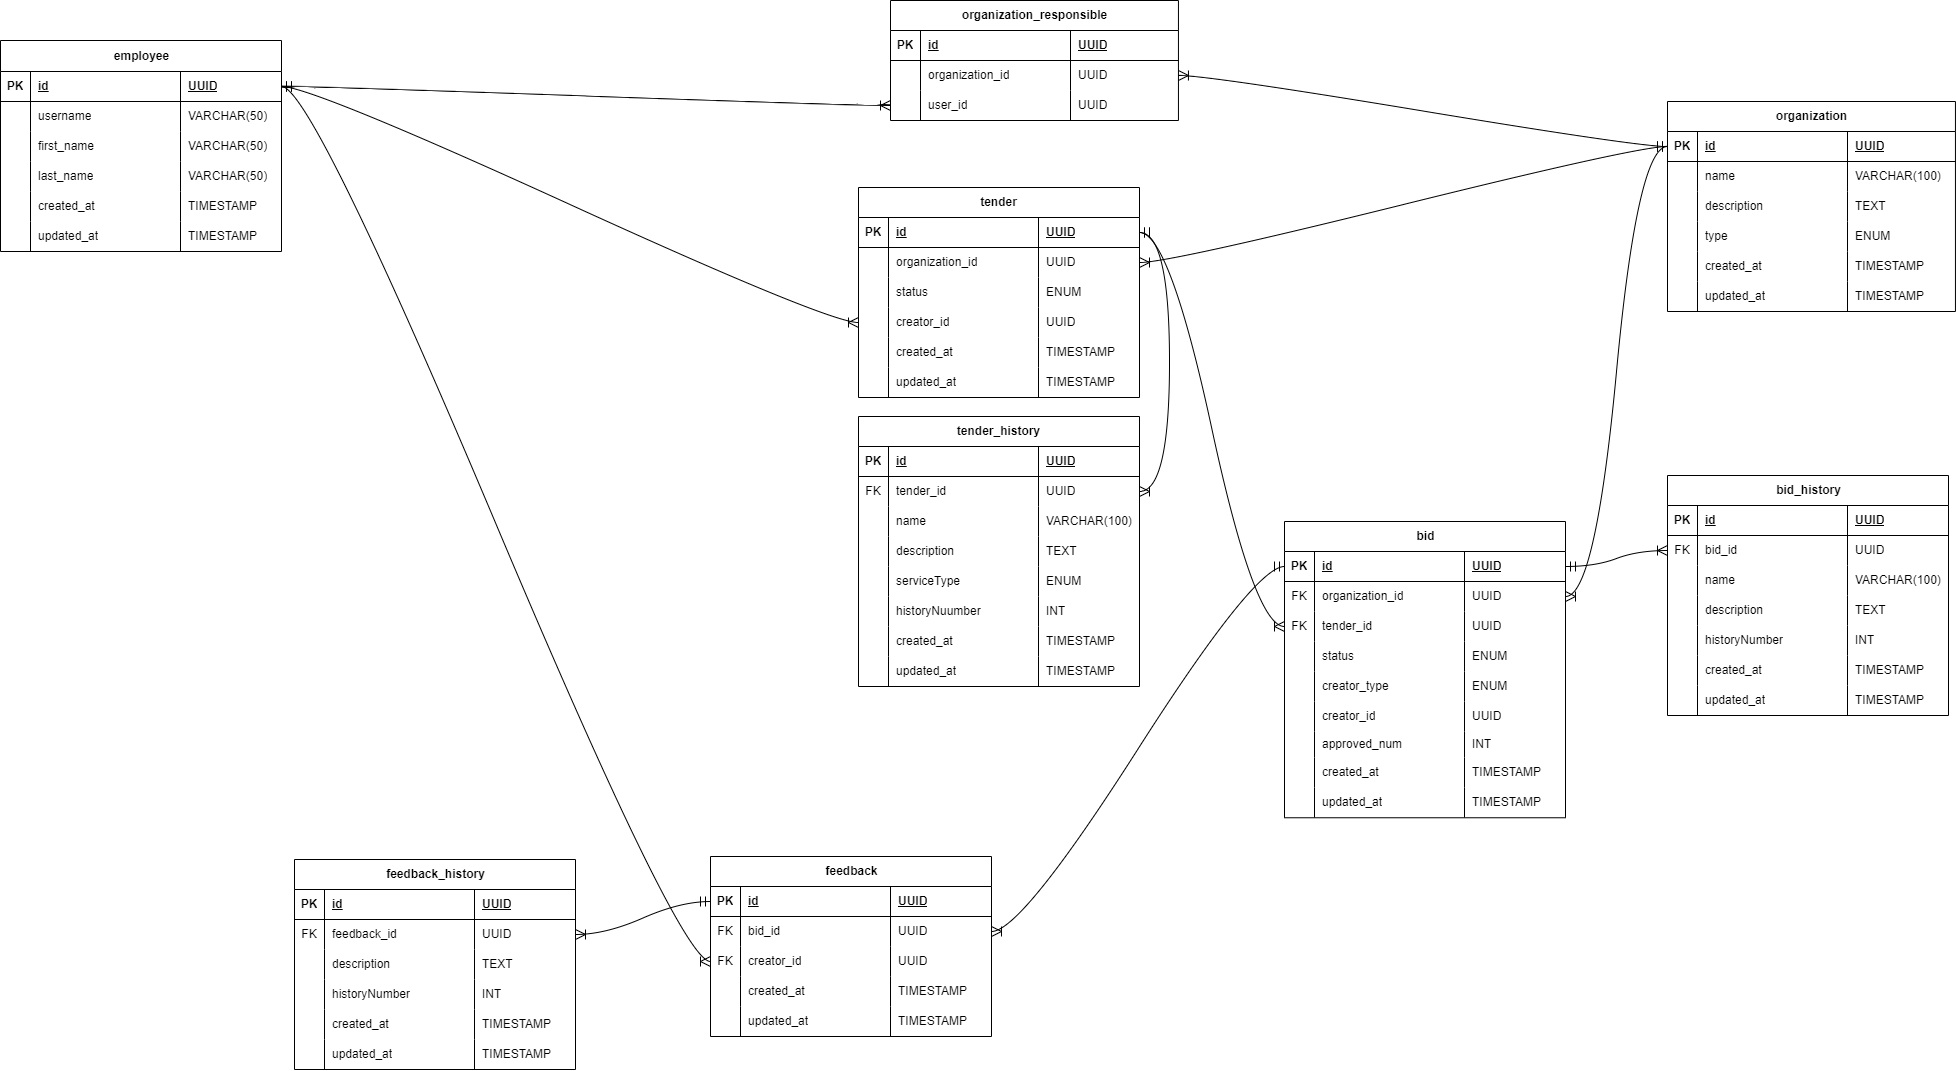 organization_responsible
PK id UUID
organization_id UUID
user_id UUID
employee
PK id UUID
username VARCHAR(50)
first_name VARCHAR(50)
last_name VARCHAR(50)
created_at TIMESTAMP
updated_at TIMESTAMP
organization
PK id UUID
name VARCHAR(100)
description TEXT
type ENUM
created_at TIMESTAMP
updated_at TIMESTAMP
tender
PK id UUID
organization_id UUID
status ENUM
creator_id UUID
created_at TIMESTAMP
updated_at TIMESTAMP
tender_history
PK id UUID
FK tender_id UUID
name VARCHAR(100)
description TEXT
serviceType ENUM
historyNuumber INT
created_at TIMESTAMP
updated_at TIMESTAMP
bid_history
PK id UUID
FK bid_id UUID
name VARCHAR(100)
description TEXT
historyNumber INT
created_at TIMESTAMP
updated_at TIMESTAMP
bid
PK id UUID
FK organization_id UUID
FK tender_id UUID
status ENUM
creator_type ENUM
creator_id UUID
approved_num INT
created_at TIMESTAMP
updated_at TIMESTAMP
feedback_history
PK id UUID
FK feedback_id UUID
description TEXT
historyNumber INT
created_at TIMESTAMP
updated_at TIMESTAMP
feedback
PK id UUID
FK bid_id UUID
FK creator_id UUID
created_at TIMESTAMP
updated_at TIMESTAMP